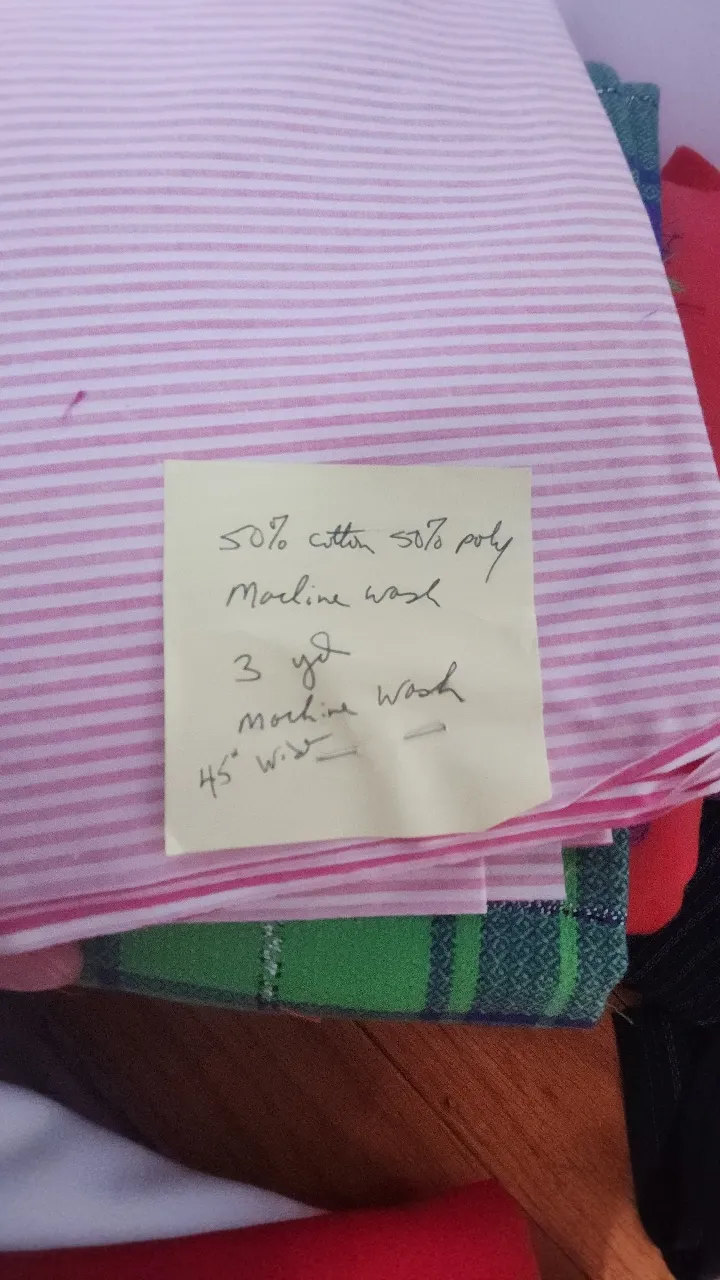 50% cotton 50% poly
Machine wash
3 yd
Machine wash
45" wide